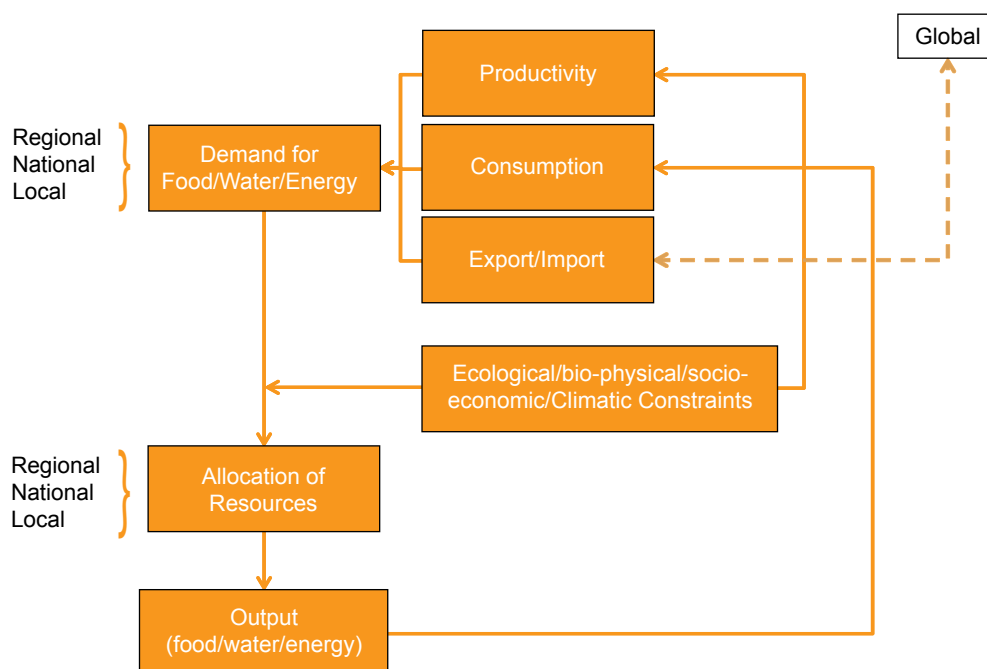 Global
Productivity
Regional
National
Local
Demand for
Food/Water/Energy
Consumption
Export/Import
Ecological/bio-physical/socio-
economic/Climatic Constraints
Regional
National
Local
Allocation of
Resources
Output
(food/water/energy)